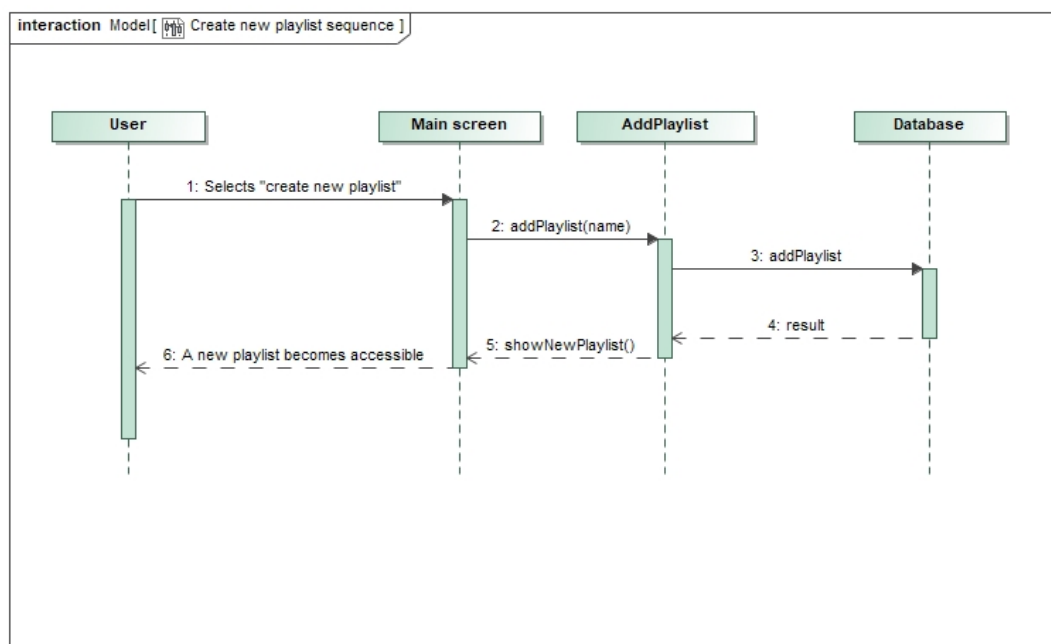 interaction Model[ Create new playlist sequence ]
User
Main screen
AddPlaylist
Database
1: Selects "create new playlist"
2: addPlaylist(name)
3: addPlaylist
4: result
5: showNewPlaylist()
6: A new playlist becomes accessible